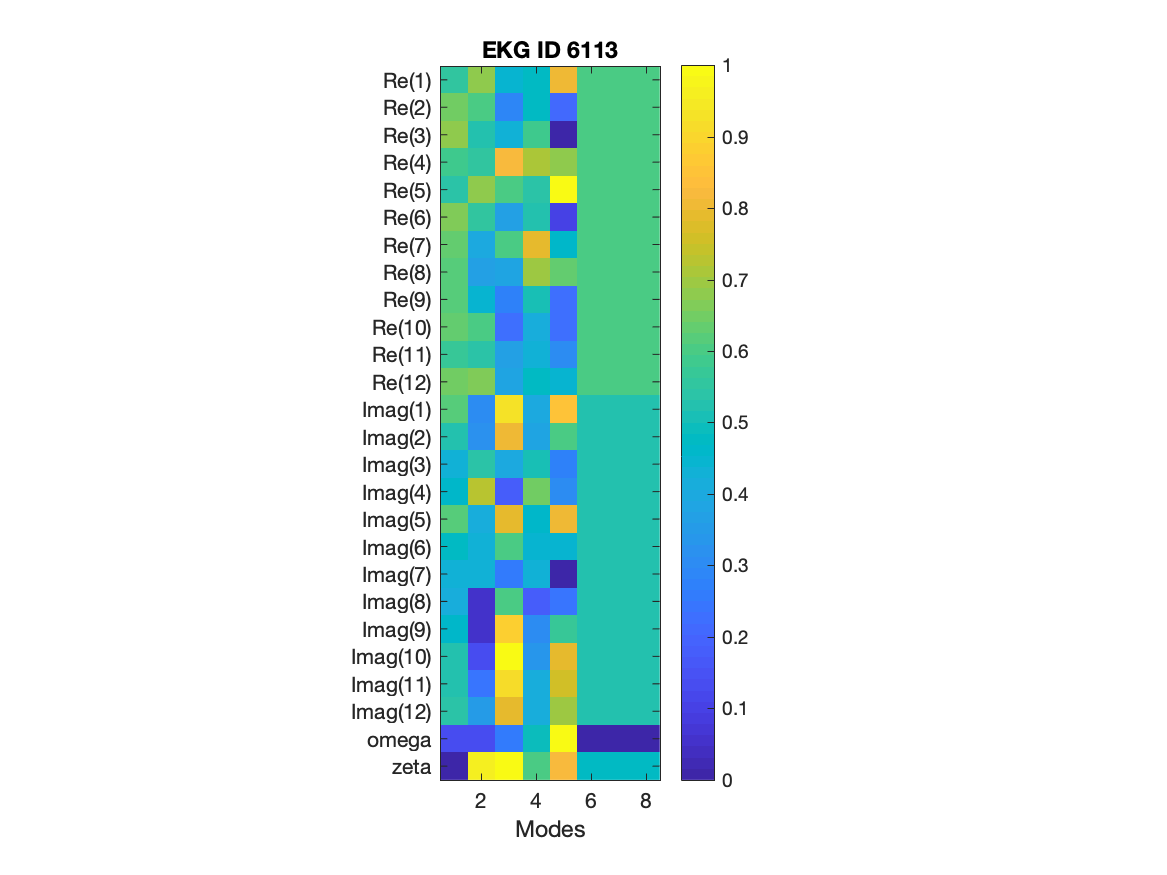 EKG ID 6113
Re(1)
Re(2)
Re(3)
Re(4)
Re(5)
Re(6)
Re(7)
Re(8)
Re(9)
Re(10)
Re(11)
Re(12)
Imag(1)
Imag(2)
Imag(3)
Imag(4)
Imag(5)
Imag(6)
Imag(7)
Imag(8)
Imag(9)
Imag(10)
Imag(11)
Imag(12)
omega
zeta
2 4 6 8
Modes
1
0.9
0.8
0.7
0.6
0.5
0.4
0.3
0.2
0.1
0